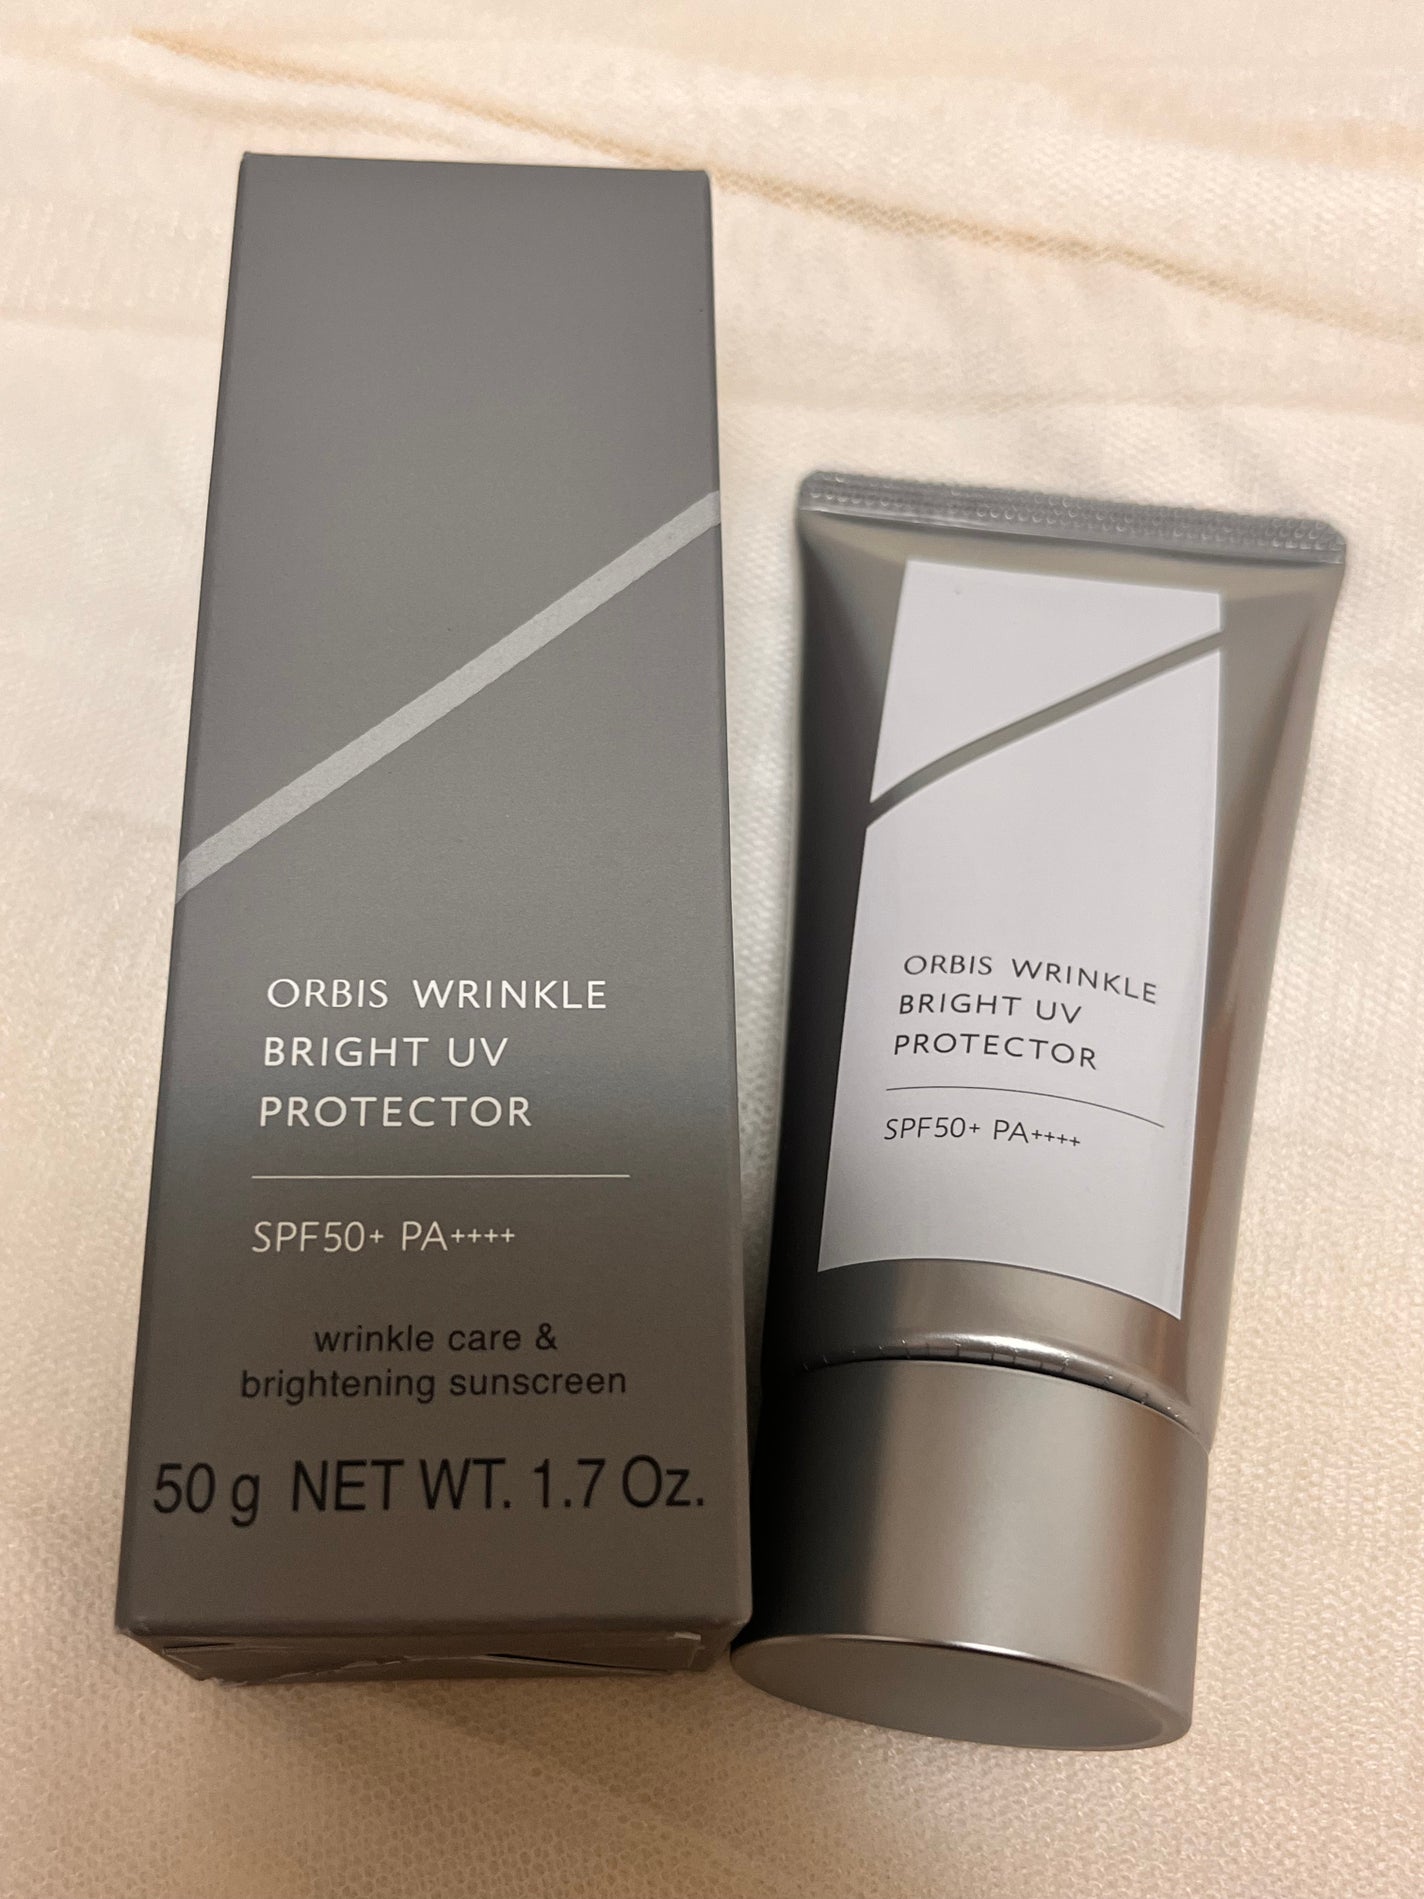 ORBIS WRINKLE
BRIGHT UV
PROTECTOR
SPF50+ PA++++
wrinkle care &
brightening sunscreen
50 g NET WT. 1.7 Oz.
ORBIS WRINKLE
BRIGHT UV
PROTECTOR
SPF50+ PA++++